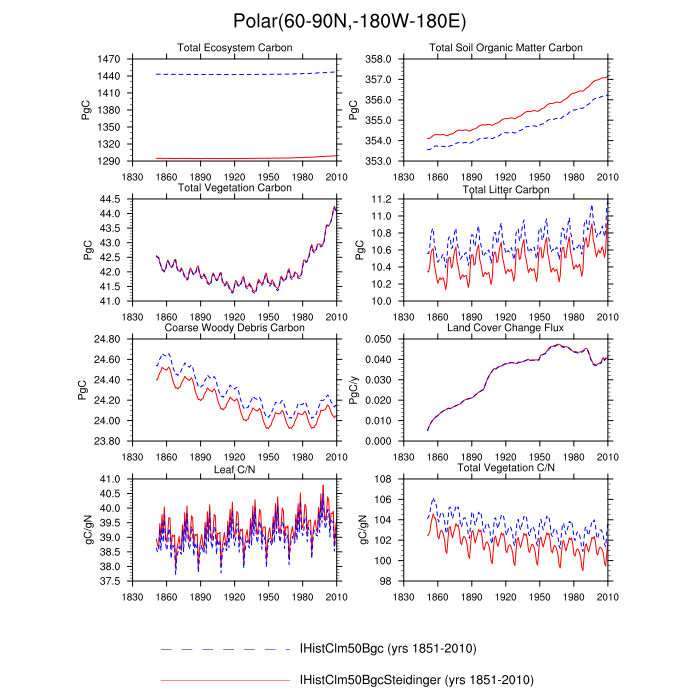 Polar(60-90N,-180W-180E)
Total Ecosystem Carbon
PgC
1470
1440
1410
1380
1350
1320
1290
1830 1860 1890 1920 1950 1980 2010
Total Soil Organic Matter Carbon
PgC
358.0
357.0
356.0
355.0
354.0
353.0
1830 1860 1890 1920 1950 1980 2010
Total Vegetation Carbon
PgC
44.5
44.0
43.5
43.0
42.5
42.0
41.5
41.0
1830 1860 1890 1920 1950 1980 2010
Total Litter Carbon
PgC
11.2
11.0
10.8
10.6
10.4
10.2
10.0
1830 1860 1890 1920 1950 1980 2010
Coarse Woody Debris Carbon
PgC
24.80
24.60
24.40
24.20
24.00
23.80
1830 1860 1890 1920 1950 1980 2010
Land Cover Change Flux
PgC/y
0.050
0.040
0.030
0.020
0.010
0.000
1830 1860 1890 1920 1950 1980 2010
Leaf C/N
gC/gN
41.0
40.5
40.0
39.5
39.0
38.5
38.0
37.5
1830 1860 1890 1920 1950 1980 2010
Total Vegetation C/N
gC/gN
108
106
104
102
100
98
1830 1860 1890 1920 1950 1980 2010
IHistClm50Bgc (yrs 1851-2010)
IHistClm50BgcSteidinger (yrs 1851-2010)